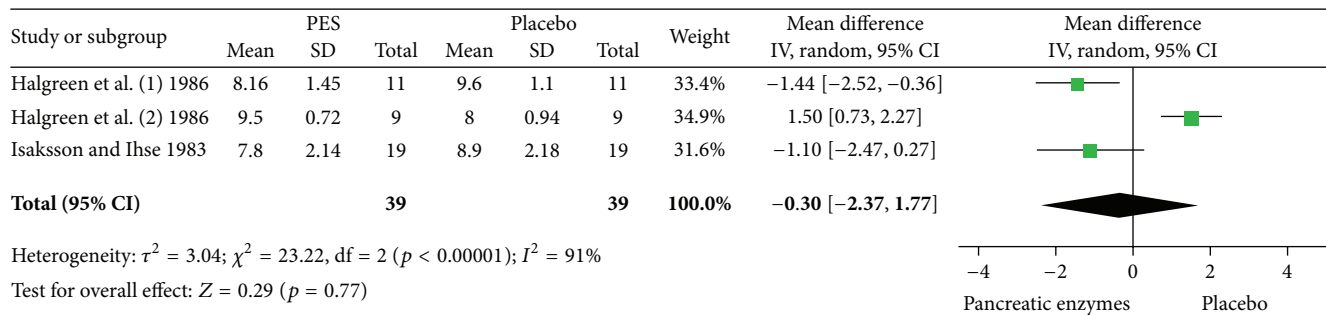 Study or subgroup PES Placebo Weight Mean difference Mean difference
Mean SD Total Mean SD Total IV, random, 95% CI IV, random, 95% CI
Halgreen et al. (1) 1986 8.16 1.45 11 9.6 1.1 11 33.4% −1.44 [−2.52, −0.36]
Halgreen et al. (2) 1986 9.5 0.72 9 8 0.94 9 34.9% 1.50 [0.73, 2.27]
Isaksson and Ihse 1983 7.8 2.14 19 8.9 2.18 19 31.6% −1.10 [−2.47, 0.27]
Total (95% CI) 39 39 100.0% −0.30 [−2.37, 1.77]
Heterogeneity: τ² = 3.04; χ² = 23.22, df = 2 (p < 0.00001); I² = 91%
Test for overall effect: Z = 0.29 (p = 0.77)
−4 −2 0 2 4
Pancreatic enzymes Placebo